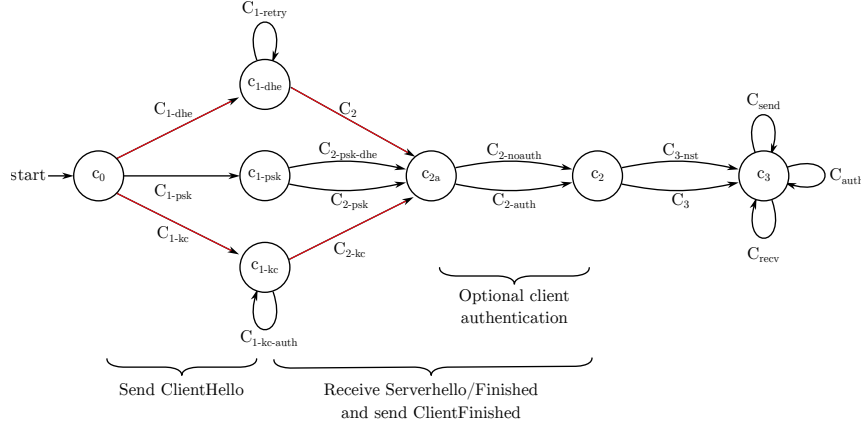 C1-retry
c1-dhe
C1-dhe
C2
Csend
start
c0
C1-psk
c1-psk
C2-psk-dhe
C2-psk
c2a
C2-noauth
C2-auth
c2
C3-nst
C3
c3
Cauth
C1-kc
c1-kc
C2-kc
Crecv
C1-kc-auth
Optional client
authentication
Send ClientHello
Receive Serverhello/Finished
and send ClientFinished